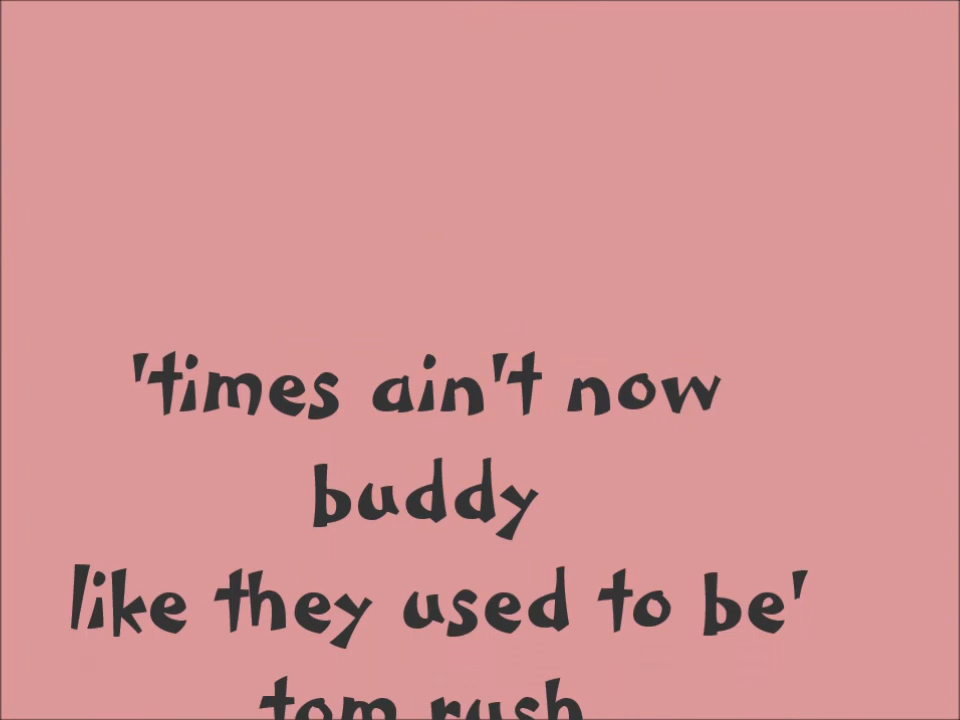 'times ain't now
buddy
like they used to be'
tom rush